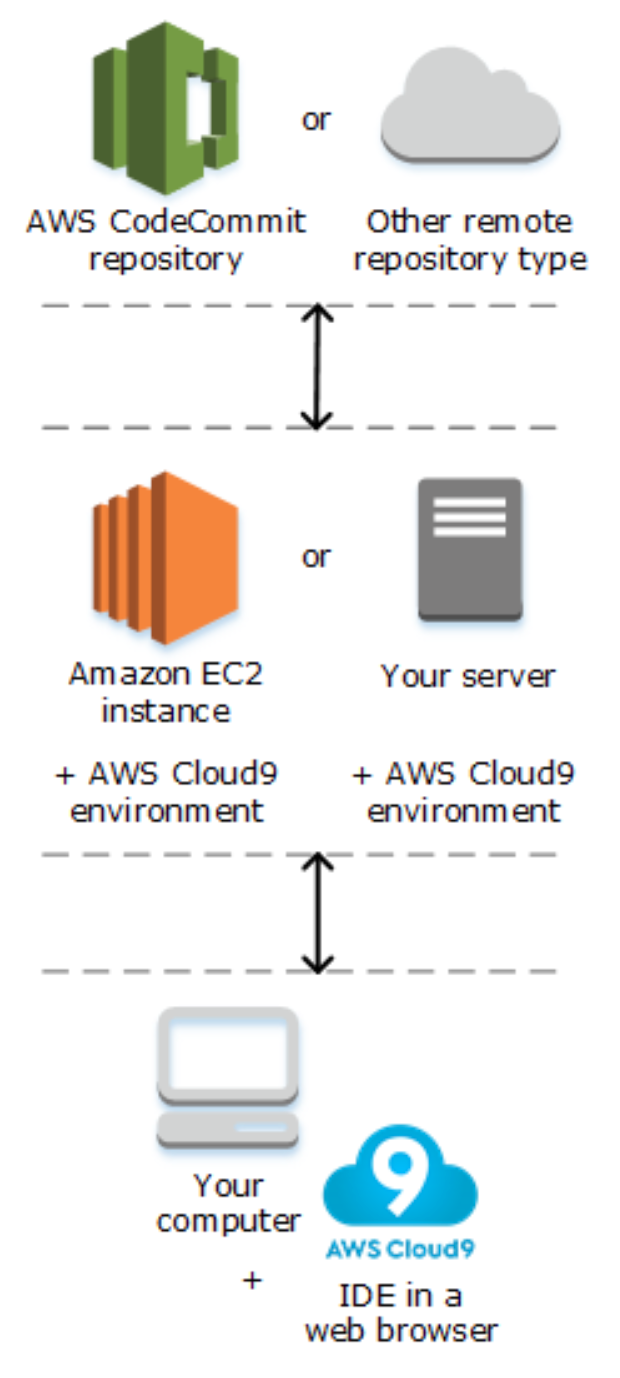 or
AWS CodeCommit
repository
Other remote
repository type
or
Amazon EC2
instance
Your server
+ AWS Cloud9
environment
+ AWS Cloud9
environment
Your
computer
+
9
AWS Cloud9
IDE in a
web browser